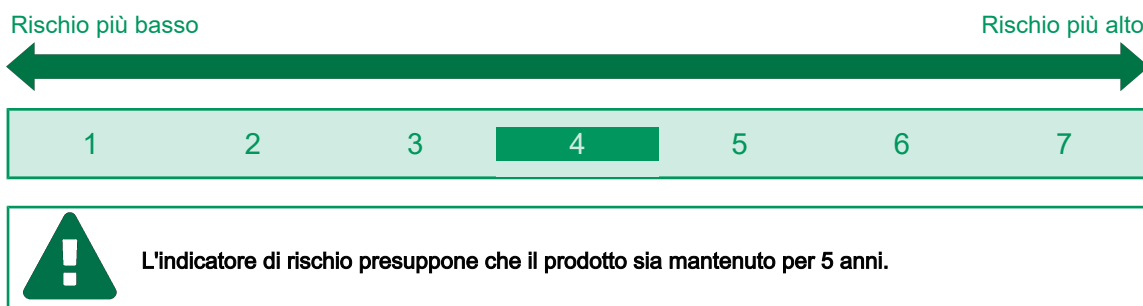 Rischio più basso Rischio più alto
1 2 3 4 5 6 7
L'indicatore di rischio presuppone che il prodotto sia mantenuto per 5 anni.